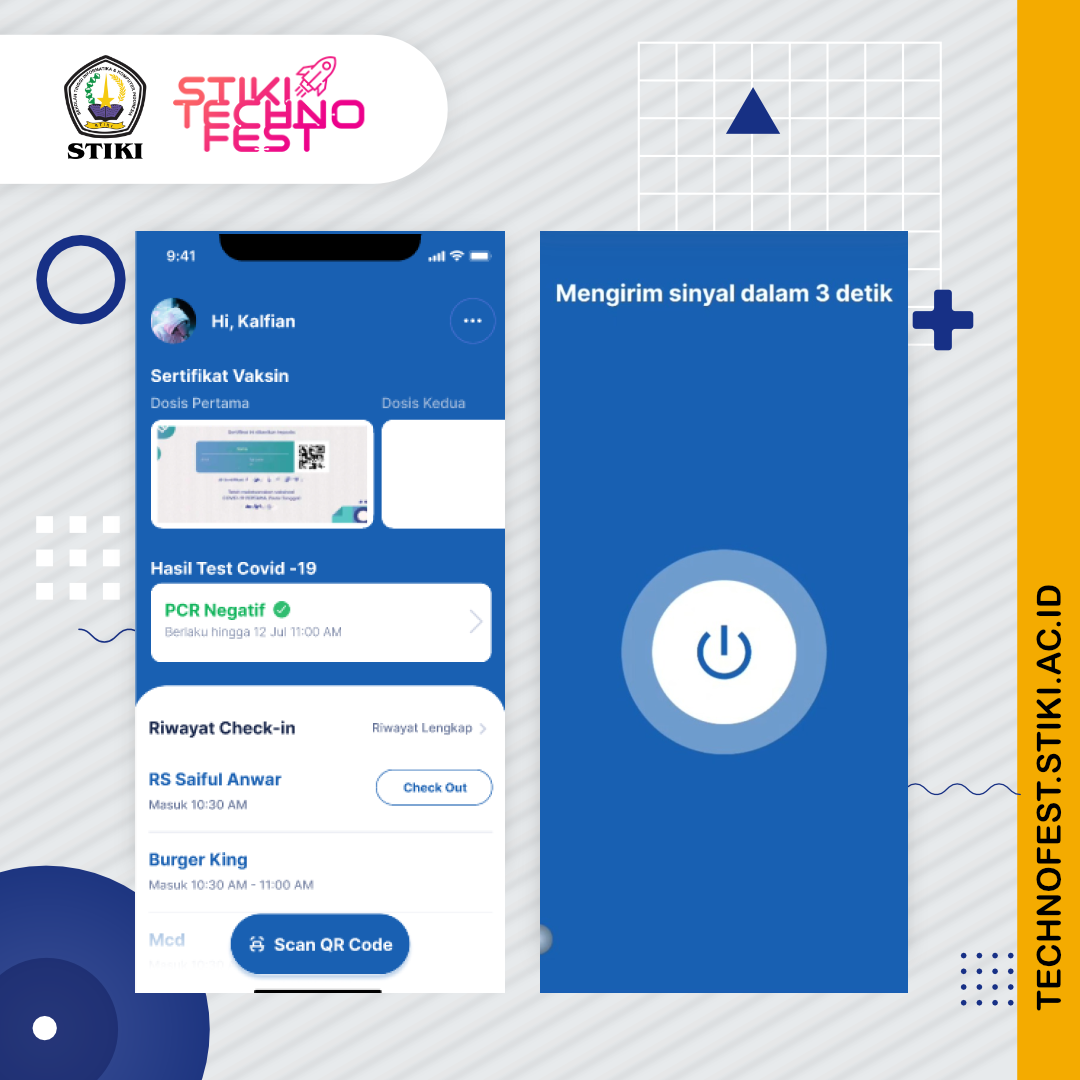 STIKI
STIKI
TECHNO
FEST
9:41
Hi, Kalfian
Sertifikat Vaksin
Dosis Pertama
Dosis Kedua
Hasil Test Covid -19
PCR Negatif
Berlaku hingga 12 Jul 11:00 AM
Riwayat Check-in
Riwayat Lengkap
RS Saiful Anwar
Check Out
Masuk 10:30 AM
Burger King
Masuk 10:30 AM - 11:00 AM
Mcd
Scan QR Code
Mengirim sinyal dalam 3 detik
TECHNOFEST.STIKI.AC.ID